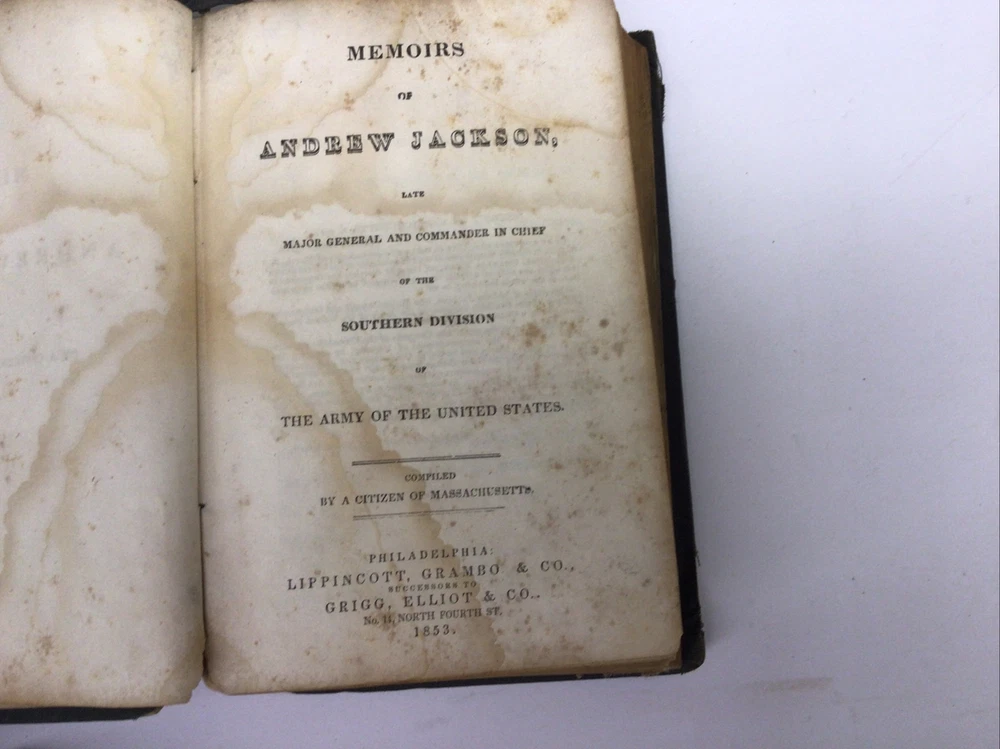 MEMOIRS
OF
ANDREW JACKSON,
LATE
MAJOR GENERAL AND COMMANDER IN CHIEF
OF THE
SOUTHERN DIVISION
OF
THE ARMY OF THE UNITED STATES.
COMPILED
BY A CITIZEN OF MASSACHUSETTS.
PHILADELPHIA:
LIPPINCOTT, GRAMBO & CO.,
SUCCESSORS TO
GRIGG, ELLIOT & CO.
No. 14, NORTH FOURTH ST.
1853.